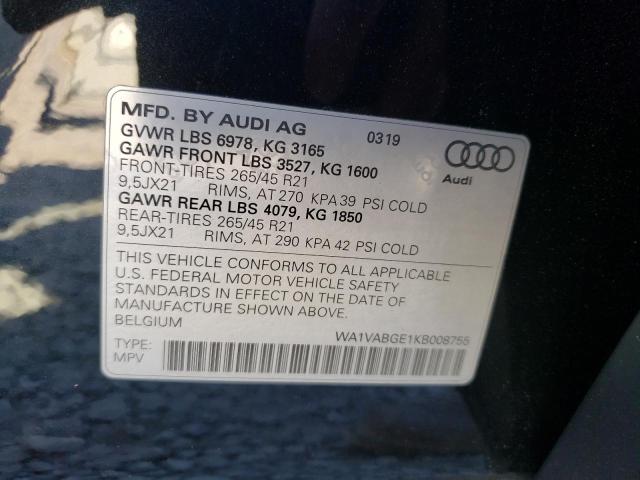 MFD. BY AUDI AG 03 19
GVWR LBS 6978, KG 3165
GAWR FRONT LBS 3527, KG 1600
FRONT-TIRES 265/45 R21
9,5JX21 RIMS, AT 270 KPA 39 PSI COLD
GAWR REAR LBS 4079, KG 1850
REAR-TIRES 265/45 R21
9,5JX21 RIMS, AT 290 KPA 42 PSI COLD
Audi
THIS VEHICLE CONFORMS TO ALL APPLICABLE
U.S. FEDERAL MOTOR VEHICLE SAFETY
STANDARDS IN EFFECT ON THE DATE OF
MANUFACTURE SHOWN ABOVE.
BELGIUM
WA1VABGE1KB008755
TYPE:
MPV